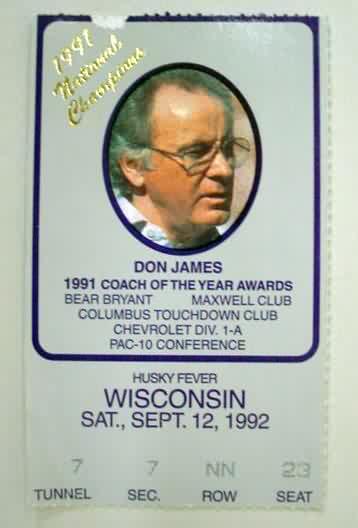 1991
National
Champions
DON JAMES
1991 COACH OF THE YEAR AWARDS
BEAR BRYANT MAXWELL CLUB
COLUMBUS TOUCHDOWN CLUB
CHEVROLET DIV. 1-A
PAC-10 CONFERENCE
HUSKY FEVER
WISCONSIN
SAT., SEPT. 12, 1992
7 7 NN 23
TUNNEL SEC. ROW SEAT